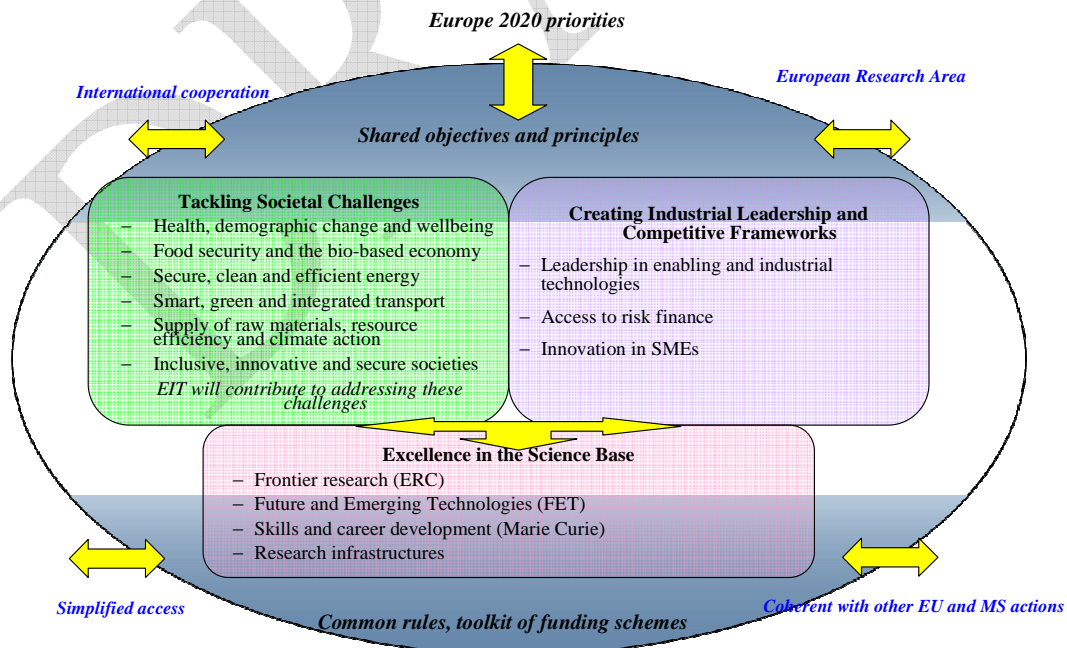 Europe 2020 priorities
International cooperation
European Research Area
Shared objectives and principles
Tackling Societal Challenges
– Health, demographic change and wellbeing
– Food security and the bio-based economy
– Secure, clean and efficient energy
– Smart, green and integrated transport
– Supply of raw materials, resource
efficiency and climate action
– Inclusive, innovative and secure societies
EIT will contribute to addressing these
challenges
Creating Industrial Leadership and
Competitive Frameworks
– Leadership in enabling and industrial
technologies
– Access to risk finance
– Innovation in SMEs
Excellence in the Science Base
– Frontier research (ERC)
– Future and Emerging Technologies (FET)
– Skills and career development (Marie Curie)
– Research infrastructures
Simplified access
Coherent with other EU and MS actions
Common rules, toolkit of funding schemes